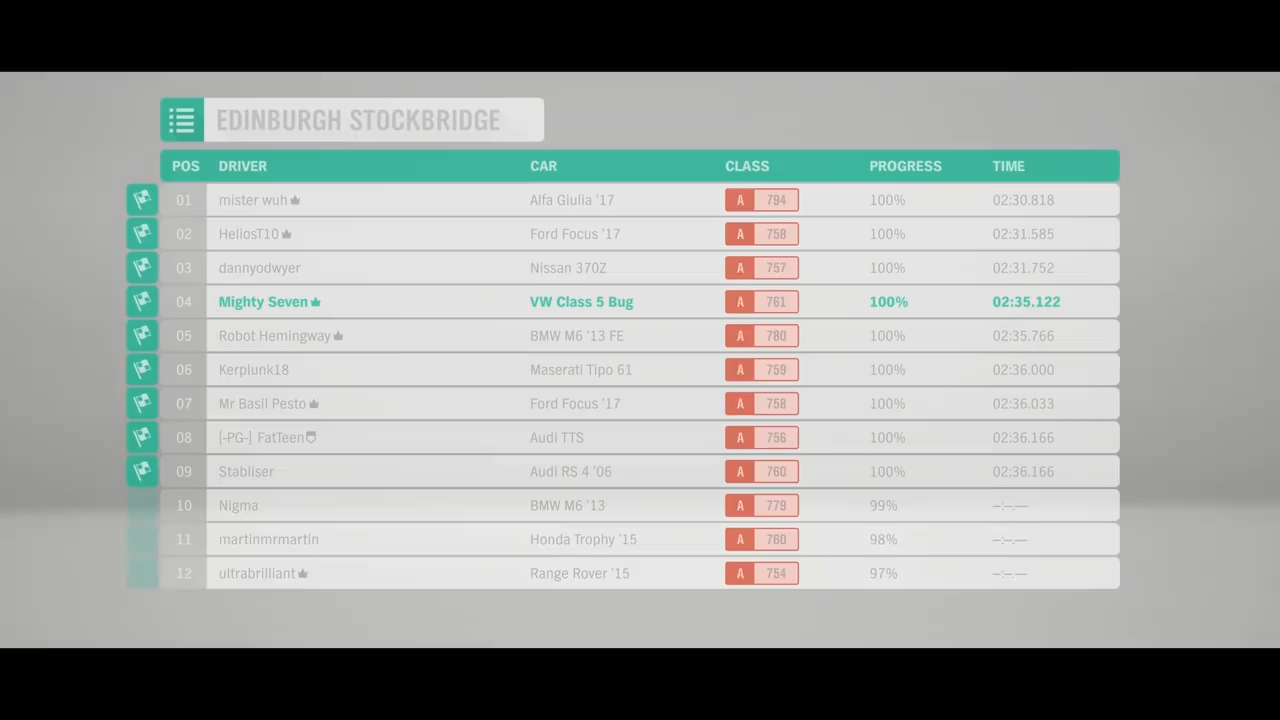 EDINBURGH STOCKBRIDGE
POS DRIVER CAR CLASS PROGRESS TIME
01 mister wuh Alfa Giulia '17 A 794 100% 02:30.818
02 HeliosT10 Ford Focus '17 A 758 100% 02:31.585
03 dannyodwyer Nissan 370Z A 757 100% 02:31.752
04 Mighty Seven VW Class 5 Bug A 761 100% 02:35.122
05 Robot Hemingway BMW M6 '13 FE A 780 100% 02:35.766
06 Kerplunk18 Maserati Tipo 61 A 759 100% 02:36.000
07 Mr Basil Pesto Ford Focus '17 A 758 100% 02:36.033
08 [-PG-] FatTeen Audi TTS A 756 100% 02:36.166
09 Stabliser Audi RS 4 '06 A 760 100% 02:36.166
10 Nigma BMW M6 '13 A 779 99% --:--.---
11 martinmrmartin Honda Trophy '15 A 760 98% --:--.---
12 ultrabrilliant Range Rover '15 A 754 97% --:--.---